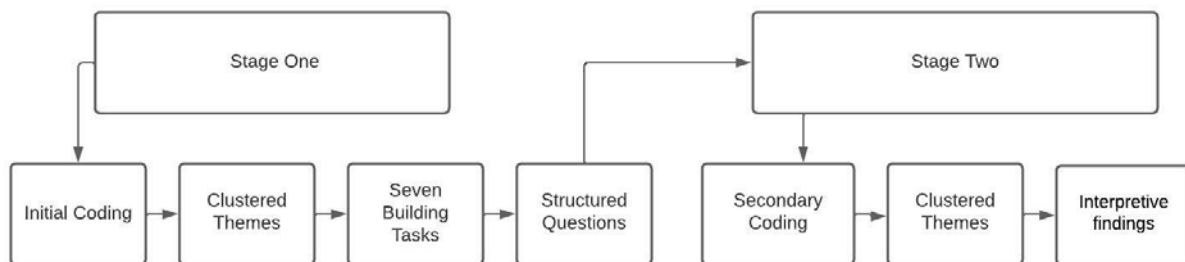 Stage One
Stage Two
Initial Coding
Clustered
Themes
Seven
Building
Tasks
Structured
Questions
Secondary
Coding
Clustered
Themes
Interpretive
findings